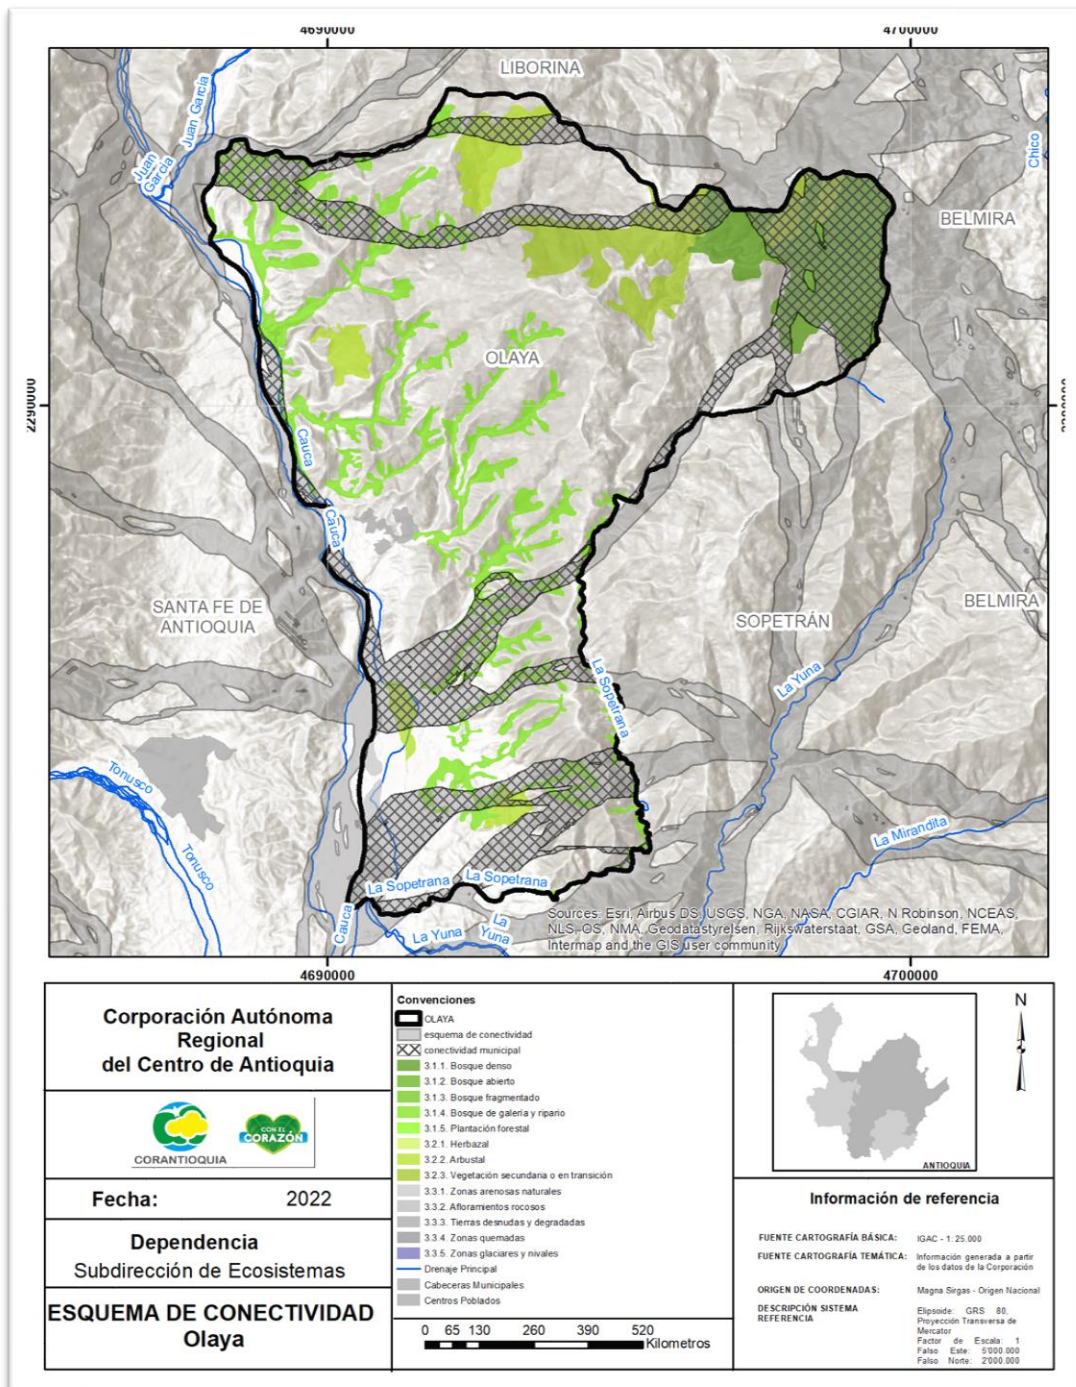 4690000
4700000
LIBORINA
Juan García
Juan
García
Chico
BELMIRA
OLAYA
2290000
Cauca
Cauca
SANTA FE DE
ANTIOQUIA
SOPETRÁN
BELMIRA
La Sopetrana
La Yuna
Tonusco
Tonusco
La Mirandita
La Sopetrana
La Sopetrana
Cauca
La Yuna
La
Yuna
Sources: Esri, Airbus DS, USGS, NGA, NASA, CGIAR, N Robinson, NCEAS,
NLS, OS, NMA, Geodatastyrelsen, Rijkswaterstaat, GSA, Geoland, FEMA,
Intermap and the GIS user community
4690000
4700000
Corporación Autónoma
Regional
del Centro de Antioquia
CORANTIOQUIA
CON EL
CORAZÓN
Fecha: 2022
Dependencia
Subdirección de Ecosistemas
ESQUEMA DE CONECTIVIDAD
Olaya
Convenciones
OLAYA
esquema de conectividad
conectividad municipal
3.1.1. Bosque denso
3.1.2. Bosque abierto
3.1.3. Bosque fragmentado
3.1.4. Bosque de galería y ripario
3.1.5. Plantación forestal
3.2.1. Herbazal
3.2.2. Arbustal
3.2.3. Vegetación secundaria o en transición
3.3.1. Zonas arenosas naturales
3.3.2. Afloramientos rocosos
3.3.3. Tierras desnudas y degradadas
3.3.4. Zonas quemadas
3.3.5. Zonas glaciares y nivales
Drenaje Principal
Cabeceras Municipales
Centros Poblados
0 65 130 260 390 520
Kilometros
N
ANTIOQUIA
Información de referencia
FUENTE CARTOGRAFÍA BÁSICA: IGAC - 1:25.000
FUENTE CARTOGRAFÍA TEMÁTICA: Información generada a partir
de los datos de la Corporación
ORIGEN DE COORDENADAS: Magna Sirgas - Origen Nacional
DESCRIPCIÓN SISTEMA
REFERENCIA
Elipsoide: GRS 80,
Proyección Transversa de
Mercator
Factor de Escala: 1
Falso Este: 5'000.000
Falso Norte: 2'000.000